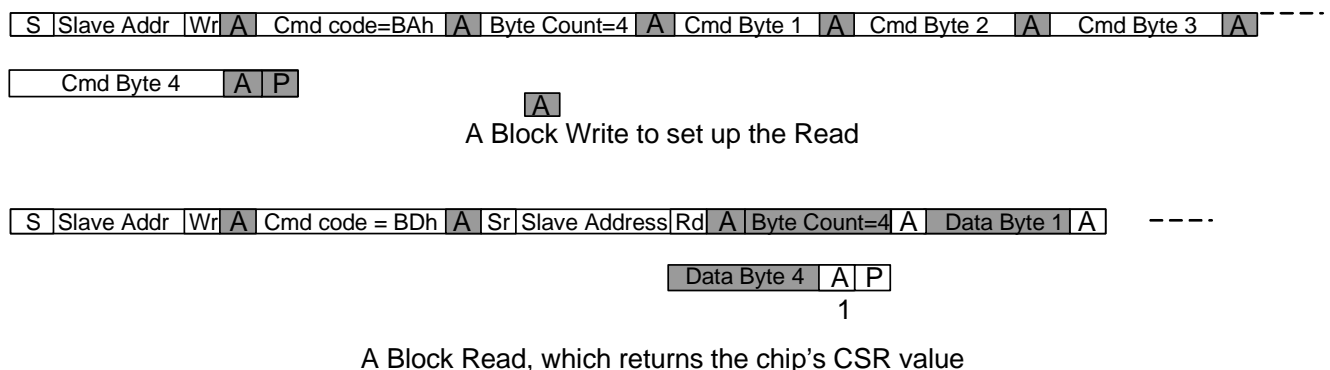 S Slave Addr Wr A Cmd code=BAh A Byte Count=4 A Cmd Byte 1 A Cmd Byte 2 A Cmd Byte 3 A
Cmd Byte 4 A P
A
A Block Write to set up the Read
S Slave Addr Wr A Cmd code = BDh A Sr Slave Address Rd A Byte Count=4 A Data Byte 1 A
Data Byte 4 A P
1
A Block Read, which returns the chip's CSR value